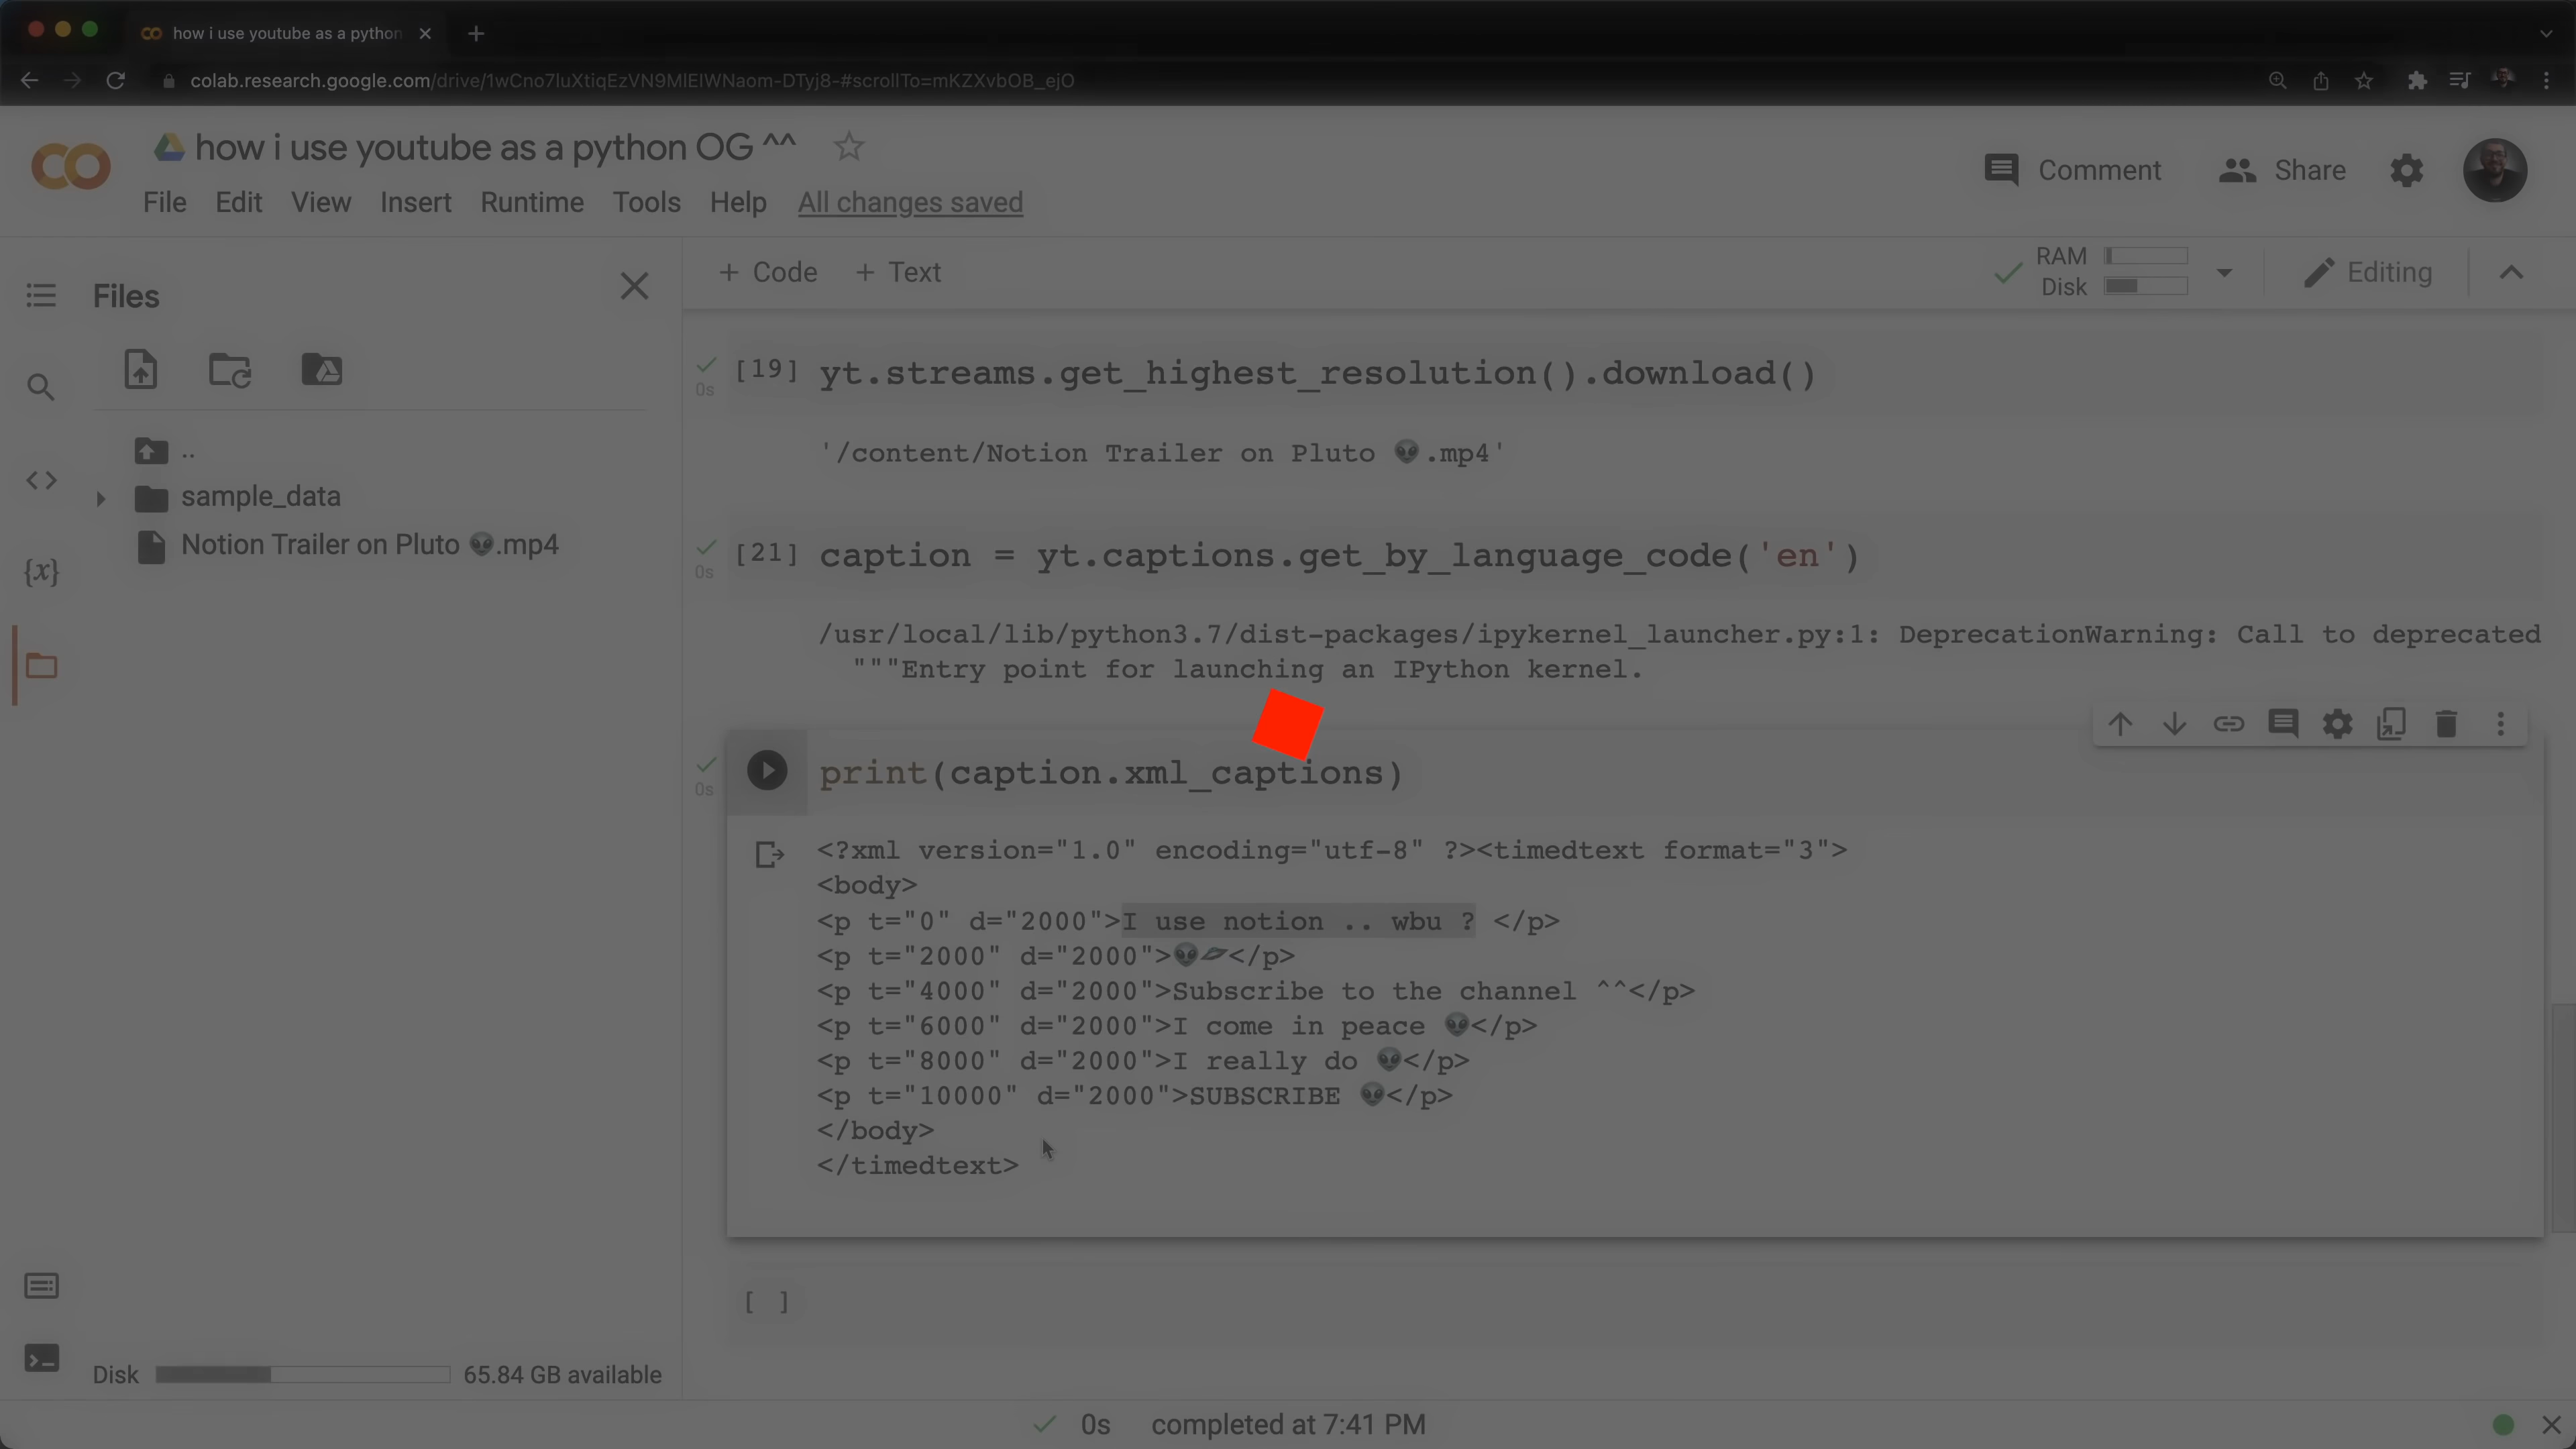 how i use youtube as a python
colab.research.google.com/drive/1wCno7luXtiqEzVN9MlElWNaom-DTyj8-#scrollTo=mKZXvbOB_ejO
how i use youtube as a python OG ^^
File Edit View Insert Runtime Tools Help All changes saved
Comment Share
Files
+ Code + Text
RAM
Disk
Editing
..
sample_data
Notion Trailer on Pluto 👽.mp4
{x}
Disk 65.84 GB available
0s
[19] yt.streams.get_highest_resolution().download()
'/content/Notion Trailer on Pluto 👽.mp4'
0s
[21] caption = yt.captions.get_by_language_code('en')
/usr/local/lib/python3.7/dist-packages/ipykernel_launcher.py:1: DeprecationWarning: Call to deprecated
"""Entry point for launching an IPython kernel.
0s
print(caption.xml_captions)
<?xml version="1.0" encoding="utf-8" ?><timedtext format="3">
<body>
<p t="0" d="2000">I use notion .. wbu ? </p>
<p t="2000" d="2000">👽🪐</p>
<p t="4000" d="2000">Subscribe to the channel ^^</p>
<p t="6000" d="2000">I come in peace 👽</p>
<p t="8000" d="2000">I really do 👽</p>
<p t="10000" d="2000">SUBSCRIBE 👽</p>
</body>
</timedtext>
[ ]
0s completed at 7:41 PM